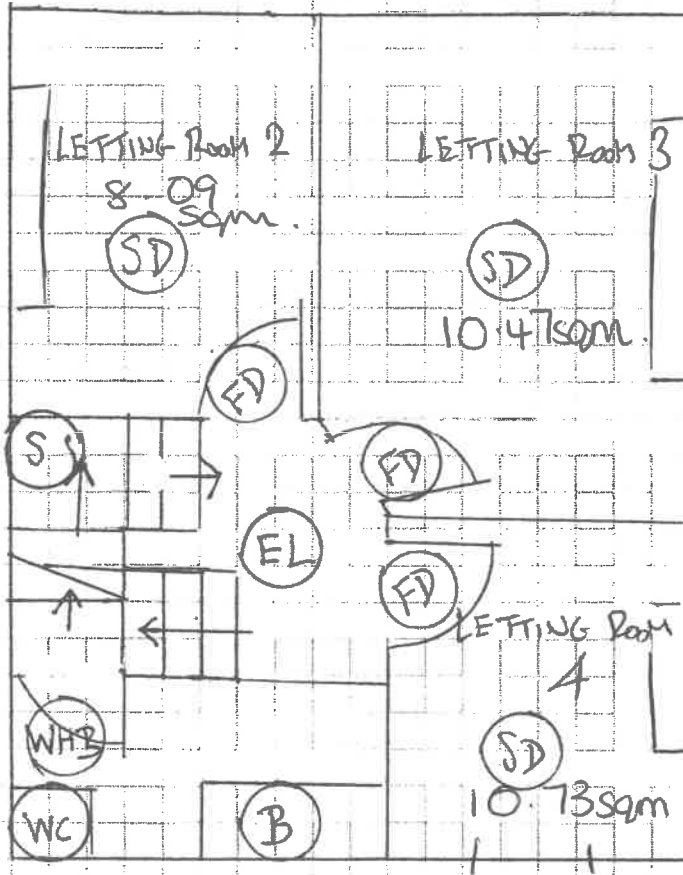 LETTING ROOM 2
8.09
sqm.
SD
LETTING ROOM 3
SD
10.47sqm.
FD
S
FD
EL
FD
LETTING ROOM
4
WHB
SD
10.73sqm
WC
B